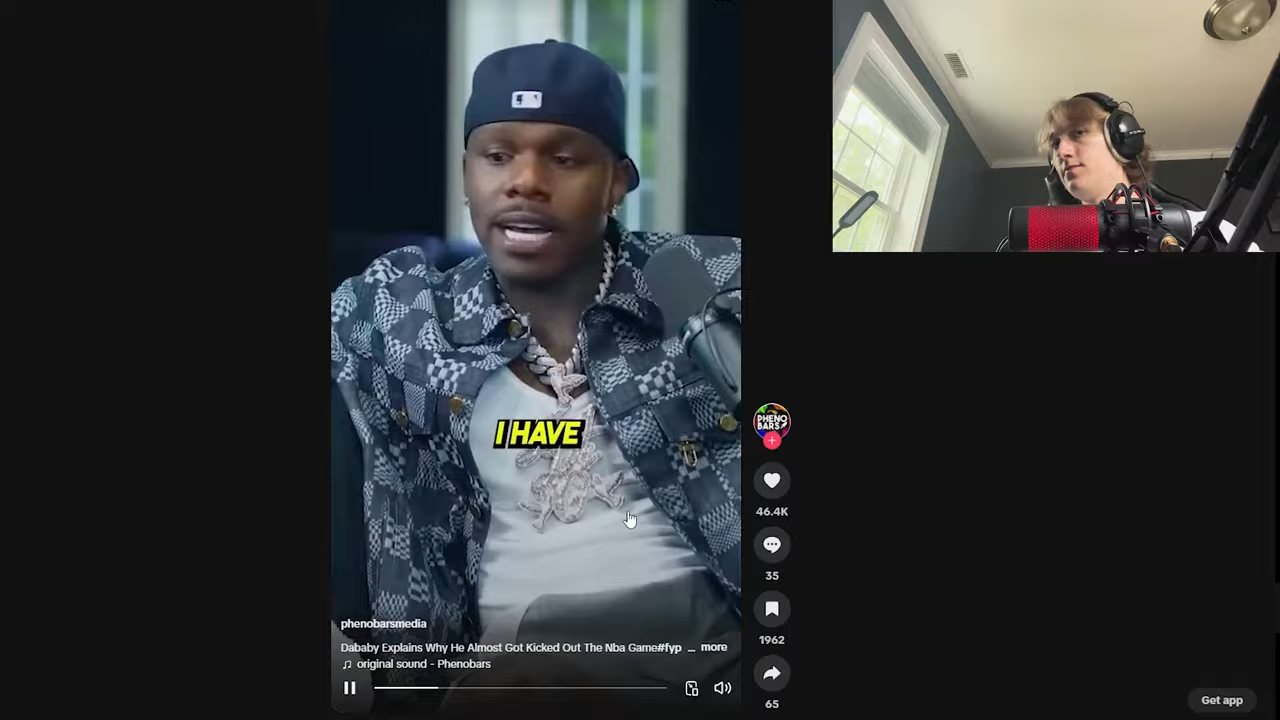 I HAVE
PHENO
BARS
46.4K
35
1962
65
phenobarsmedia
Dababy Explains Why He Almost Got Kicked Out The Nba Game#fyp ... more
original sound - Phenobars
Get app